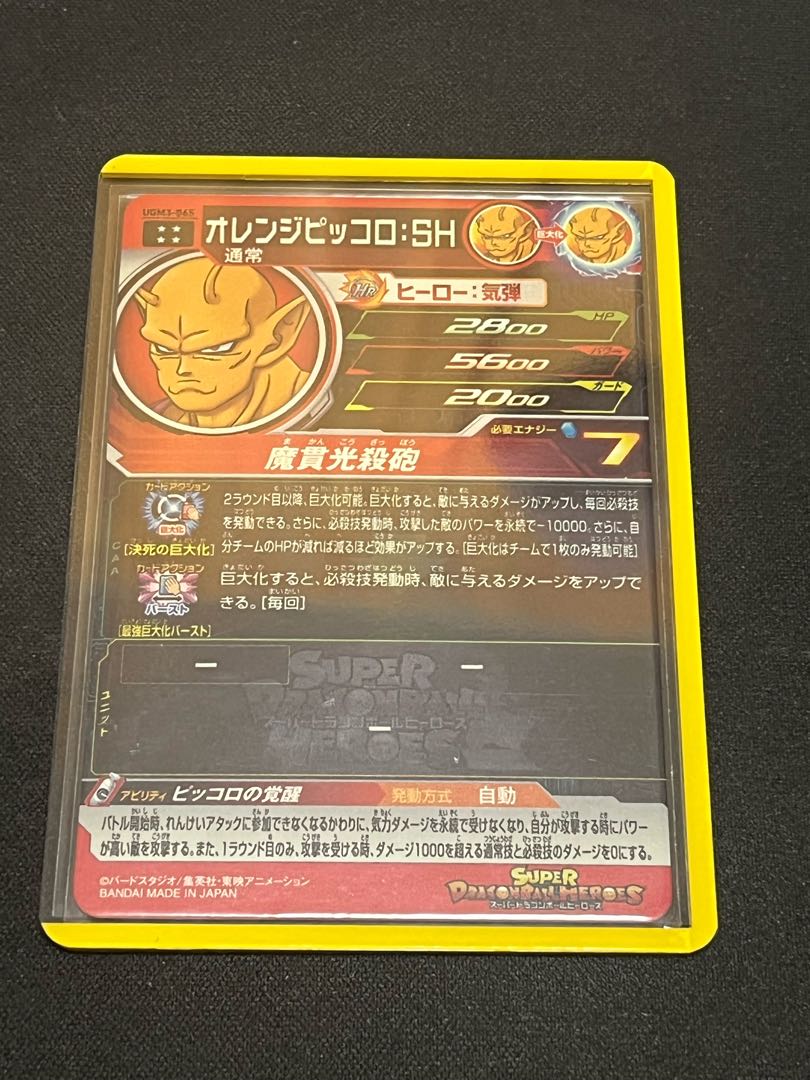 UGM3-065
★★
★★
オレンジピッコロ:SH
通常
巨大化
HR
ヒーロー:気弾
HP
2800
パワー
5600
ガード
2000
必要エナジー
7
魔貫光殺砲
カードアクション
巨大化
[決死の巨大化]
2ラウンド目以降、巨大化可能。巨大化すると、敵に与えるダメージがアップし、毎回必殺技
を発動できる。さらに、必殺技発動時、攻撃した敵のパワーを永続で-10000。さらに、自
分チームのHPが減れば減るほど効果がアップする。[巨大化はチームで1枚のみ発動可能]
CAA
カードアクション
バースト
[最強巨大化バースト]
巨大化すると、必殺技発動時、敵に与えるダメージをアップで
きる。[毎回]
ユニット
ー
ー
ー
SUPER
DRAGONBALL
スーパードラゴンボールヒーローズ
HEROES
アビリティ ピッコロの覚醒
発動方式 自動
バトル開始時、れんけいアタックに参加できなくなるかわりに、気力ダメージを永続で受けなくなり、自分が攻撃する時にパワー
が高い敵を攻撃する。また、1ラウンド目のみ、攻撃を受ける時、ダメージ1000を超える通常技と必殺技のダメージを0にする。
©バードスタジオ/集英社・東映アニメーション
BANDAI MADE IN JAPAN
SUPER
DRAGONBALL HEROES
スーパードラゴンボールヒーローズ